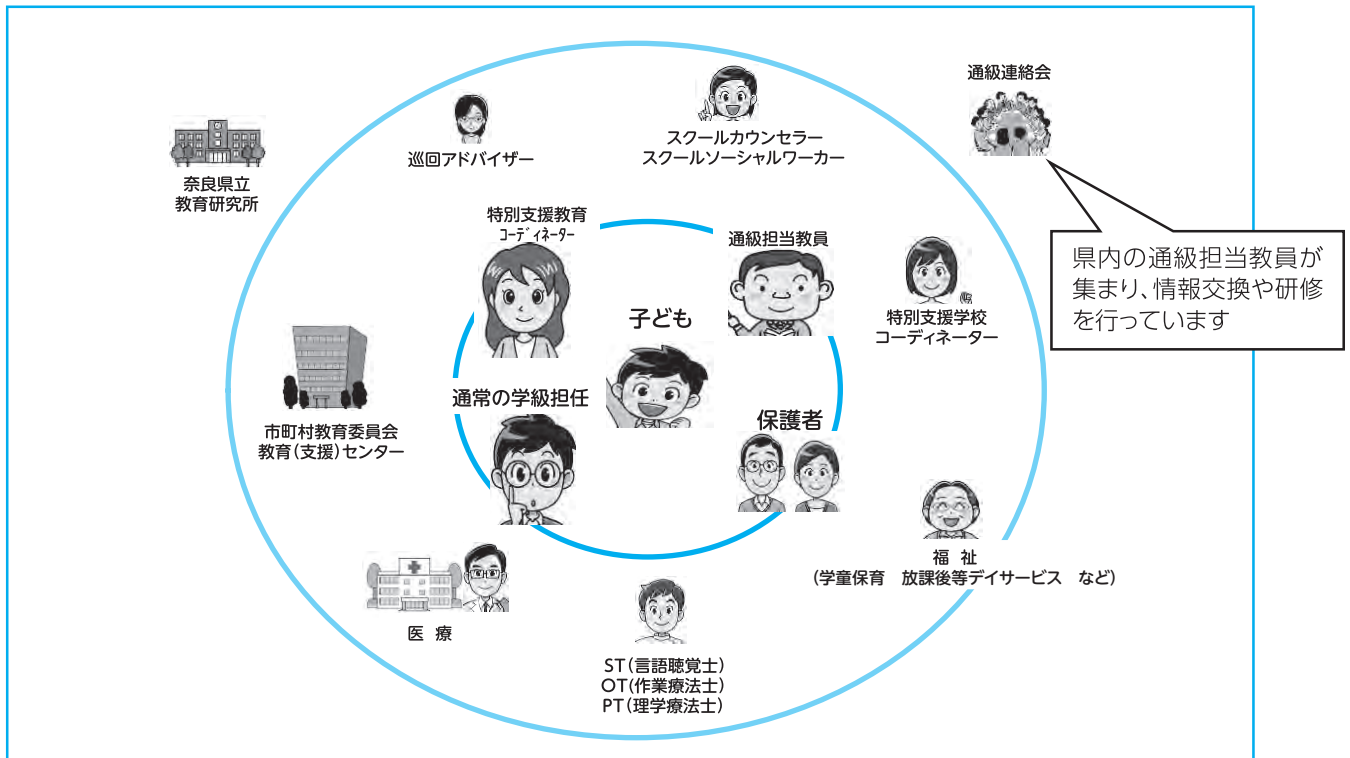 通級連絡会
スクールカウンセラー
スクールソーシャルワーカー
巡回アドバイザー
奈良県立
教育研究所
特別支援教育
コーディネーター
通級担当教員
県内の通級担当教員が
集まり、情報交換や研修
を行っています
子ども
特別支援学校
コーディネーター
通常の学級担任
保護者
市町村教育委員会
教育(支援)センター
福 祉
(学童保育 放課後等デイサービス など)
医 療
ST(言語聴覚士)
OT(作業療法士)
PT(理学療法士)